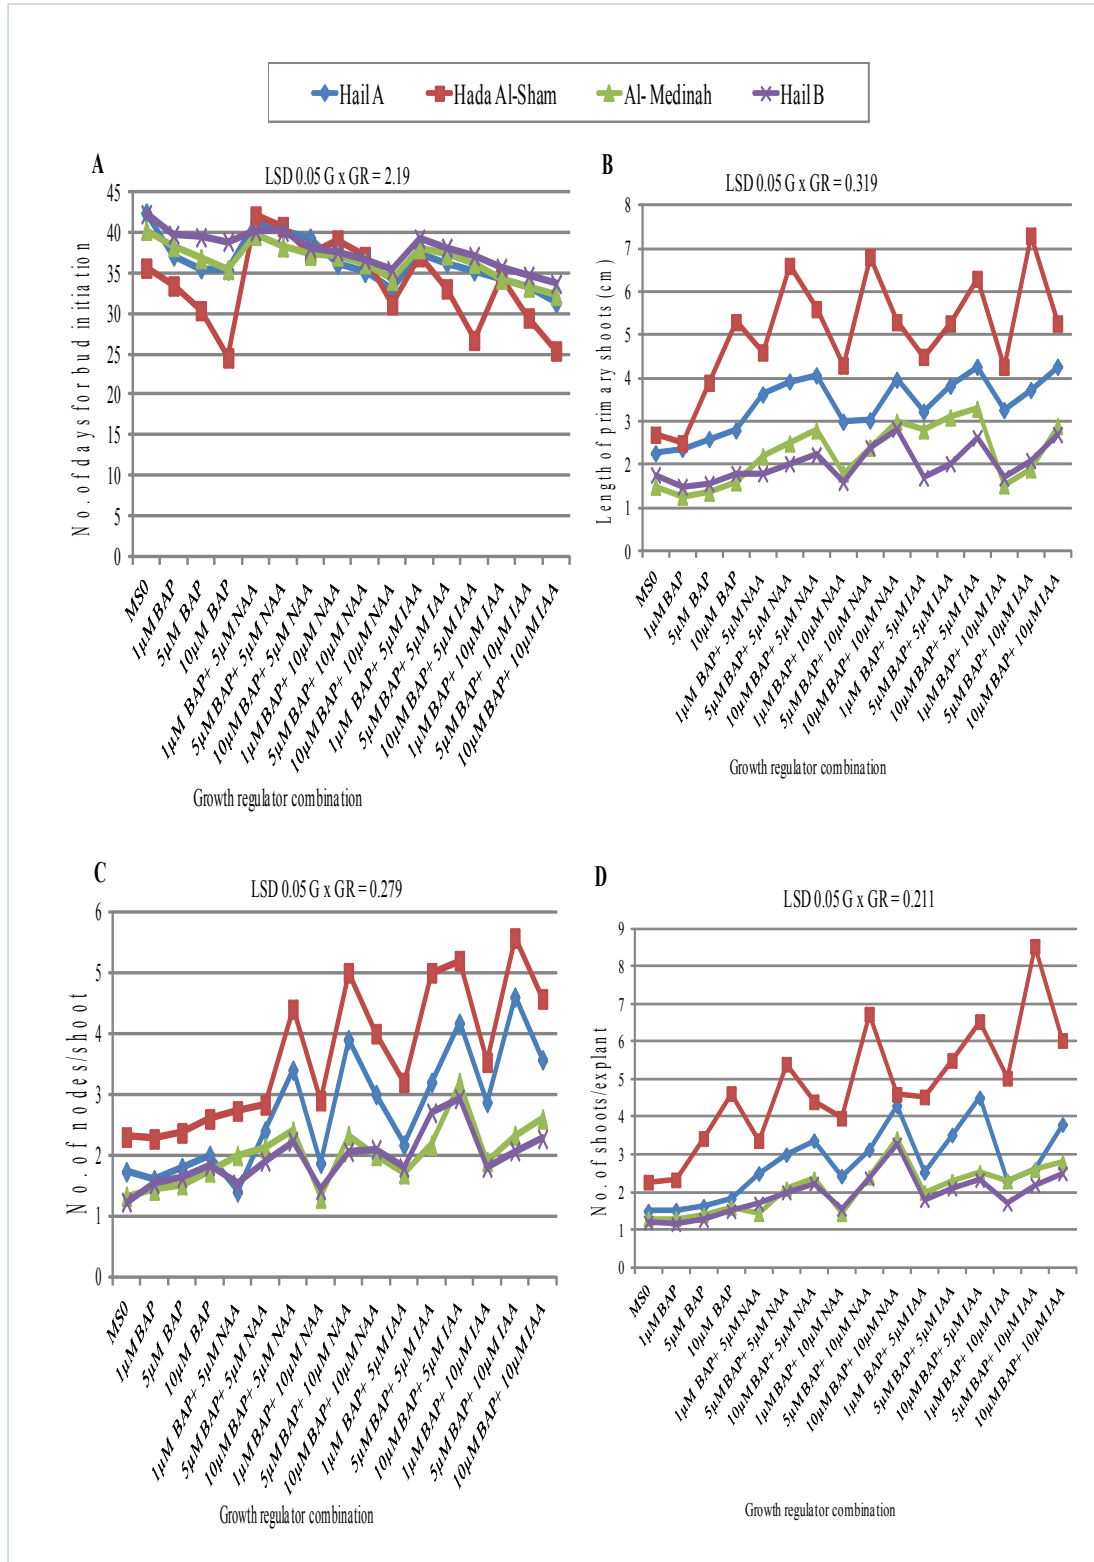 Hail A Hada Al-Sham Al- Medinah Hail B
A
LSD 0.05 G x GR = 2.19
No. of days for bud initiation
45
40
35
30
25
20
15
10
5
0
MS0
1µM BAP
5µM BAP
10µM BAP
1µM BAP+ 5µM NAA
5µM BAP+ 5µM NAA
10µM BAP+ 5µM NAA
1µM BAP+ 10µM NAA
5µM BAP+ 10µM NAA
10µM BAP+ 10µM NAA
1µM BAP+ 5µM IAA
5µM BAP+ 5µM IAA
10µM BAP+ 5µM IAA
1µM BAP+ 10µM IAA
5µM BAP+ 10µM IAA
10µM BAP+ 10µM IAA
Growth regulator combination
B
LSD 0.05 G x GR = 0.319
Length of primary shoots (cm)
8
7
6
5
4
3
2
1
0
MS0
1µM BAP
5µM BAP
10µM BAP
1µM BAP+ 5µM NAA
5µM BAP+ 5µM NAA
10µM BAP+ 5µM NAA
1µM BAP+ 10µM NAA
5µM BAP+ 10µM NAA
10µM BAP+ 10µM NAA
1µM BAP+ 5µM IAA
5µM BAP+ 5µM IAA
10µM BAP+ 5µM IAA
1µM BAP+ 10µM IAA
5µM BAP+ 10µM IAA
10µM BAP+ 10µM IAA
Growth regulator combination
C
LSD 0.05 G x GR = 0.279
No. of nodes/shoot
6
5
4
3
2
1
0
MS0
1µM BAP
5µM BAP
10µM BAP
1µM BAP+ 5µM NAA
5µM BAP+ 5µM NAA
10µM BAP+ 5µM NAA
1µM BAP+ 10µM NAA
5µM BAP+ 10µM NAA
10µM BAP+ 10µM NAA
1µM BAP+ 5µM IAA
5µM BAP+ 5µM IAA
10µM BAP+ 5µM IAA
1µM BAP+ 10µM IAA
5µM BAP+ 10µM IAA
10µM BAP+ 10µM IAA
Growth regulator combination
D
LSD 0.05 G x GR = 0.211
No. of shoots/explant
9
8
7
6
5
4
3
2
1
0
MS0
1µM BAP
5µM BAP
10µM BAP
1µM BAP+ 5µM NAA
5µM BAP+ 5µM NAA
10µM BAP+ 5µM NAA
1µM BAP+ 10µM NAA
5µM BAP+ 10µM NAA
10µM BAP+ 10µM NAA
1µM BAP+ 5µM IAA
5µM BAP+ 5µM IAA
10µM BAP+ 5µM IAA
1µM BAP+ 10µM IAA
5µM BAP+ 10µM IAA
10µM BAP+ 10µM IAA
Growth regulator combination